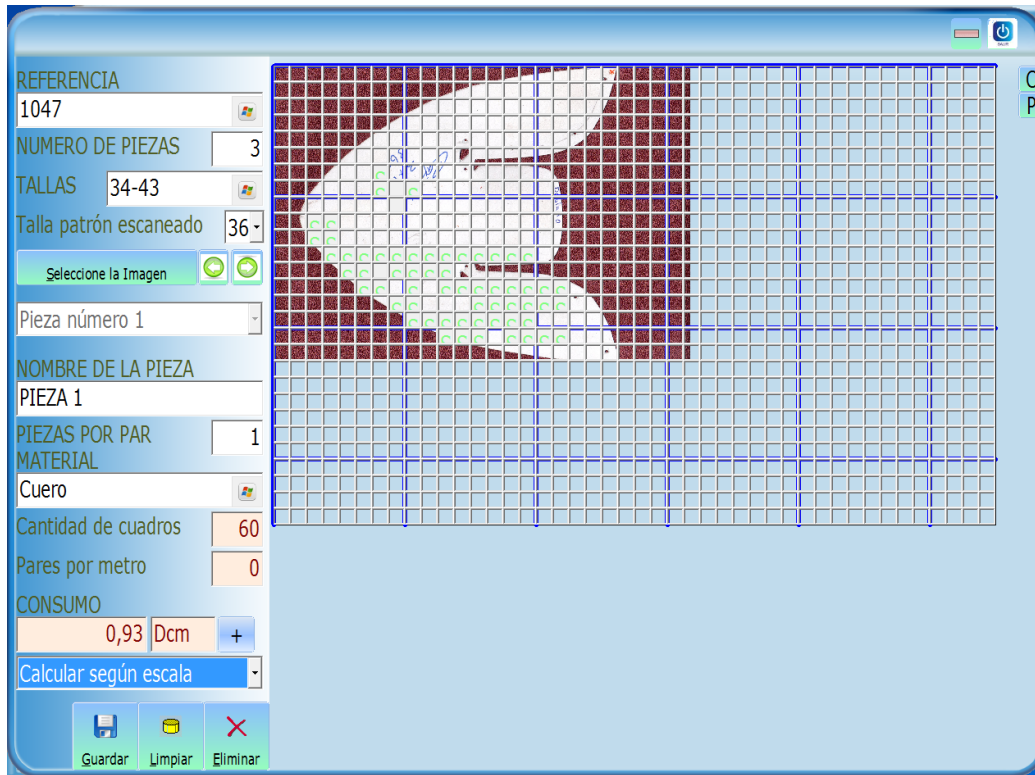 SALIR
REFERENCIA
1047
NUMERO DE PIEZAS 3
TALLAS 34-43
Talla patrón escaneado 36
Seleccione la Imagen
Pieza número 1
NOMBRE DE LA PIEZA
PIEZA 1
PIEZAS POR PAR 1
MATERIAL
Cuero
Cantidad de cuadros 60
Pares por metro 0
CONSUMO
0,93 Dcm +
Calcular según escala
Guardar Limpiar Eliminar